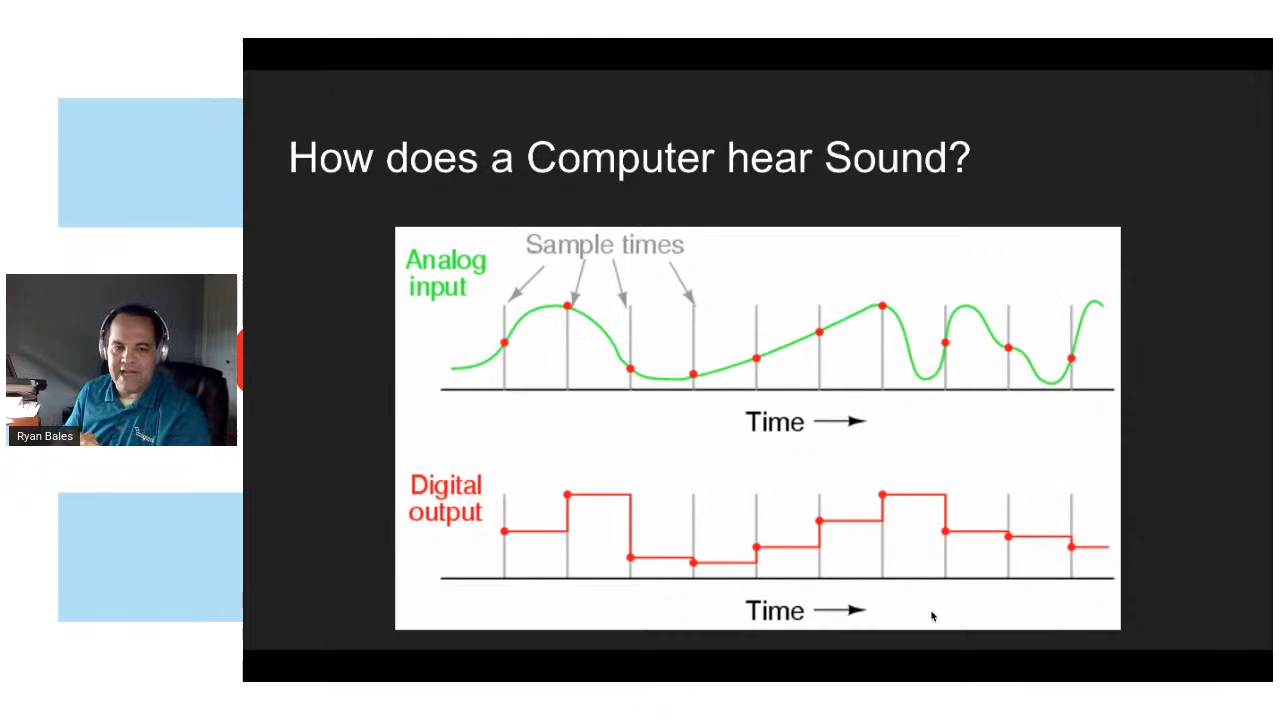 How does a Computer hear Sound?
Sample times
Analog
input
Time
Digital
output
Time
Ryan Bales